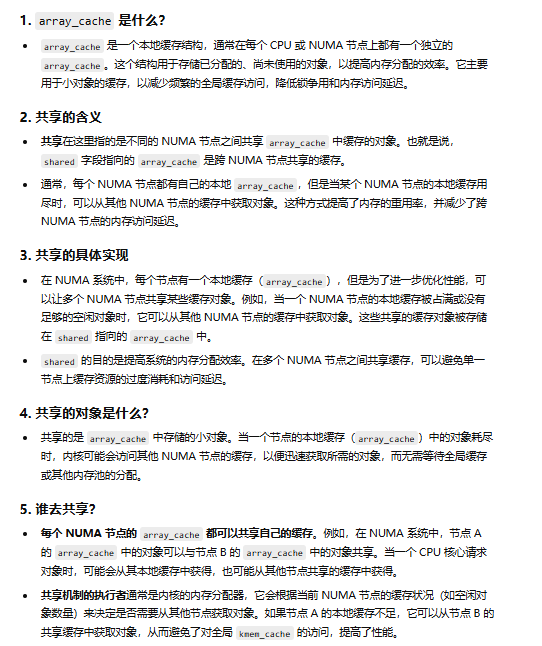 1. array_cache 是什么？
• array_cache 是一个本地缓存结构，通常在每个 CPU 或 NUMA 节点上都有一个独立的
array_cache。这个结构用于存储已分配的、尚未使用的对象，以提高内存分配的效率。它主要
用于小对象的缓存，以减少频繁的全局缓存访问，降低锁争用和内存访问延迟。
2. 共享的含义
• 共享在这里指的是不同的 NUMA 节点之间共享 array_cache 中缓存的对象。也就是说，
shared 字段指向的 array_cache 是跨 NUMA 节点共享的缓存。
• 通常，每个 NUMA 节点都有自己的本地 array_cache，但是当某个 NUMA 节点的本地缓存用
尽时，可以从其他 NUMA 节点的缓存中获取对象。这种方式提高了内存的重用率，并减少了跨
NUMA 节点的内存访问延迟。
3. 共享的具体实现
• 在 NUMA 系统中，每个节点有一个本地缓存（array_cache），但是为了进一步优化性能，可
以让多个 NUMA 节点共享某些缓存对象。例如，当一个 NUMA 节点的本地缓存被占满或没有
足够的空闲对象时，它可以从其他 NUMA 节点的缓存中获取对象。这些共享的缓存对象被存储
在 shared 指向的 array_cache 中。
• shared 的目的是提高系统的内存分配效率。在多个 NUMA 节点之间共享缓存，可以避免单一
节点上缓存资源的过度消耗和访问延迟。
4. 共享的对象是什么？
• 共享的是 array_cache 中存储的小对象。当一个节点的本地缓存（array_cache）中的对象耗尽
时，内核可能会访问其他 NUMA 节点的缓存，以便迅速获取所需的对象，而无需等待全局缓存
或其他内存池的分配。
5. 谁去共享？
• 每个 NUMA 节点的 array_cache 都可以共享自己的缓存。例如，在 NUMA 系统中，节点 A
的 array_cache 中的对象可以与节点 B 的 array_cache 中的对象共享。当一个 CPU 核心请求
对象时，可能会从其本地缓存中获得，也可能从其他节点共享的缓存中获得。
• 共享机制的执行者通常是内核的内存分配器，它会根据当前 NUMA 节点的缓存状况（如空闲对
象数量）来决定是否需要从其他节点获取对象。如果节点 A 的本地缓存不足，它可以从节点 B 的
共享缓存中获取对象，从而避免了对全局 kmem_cache 的访问，提高了性能。